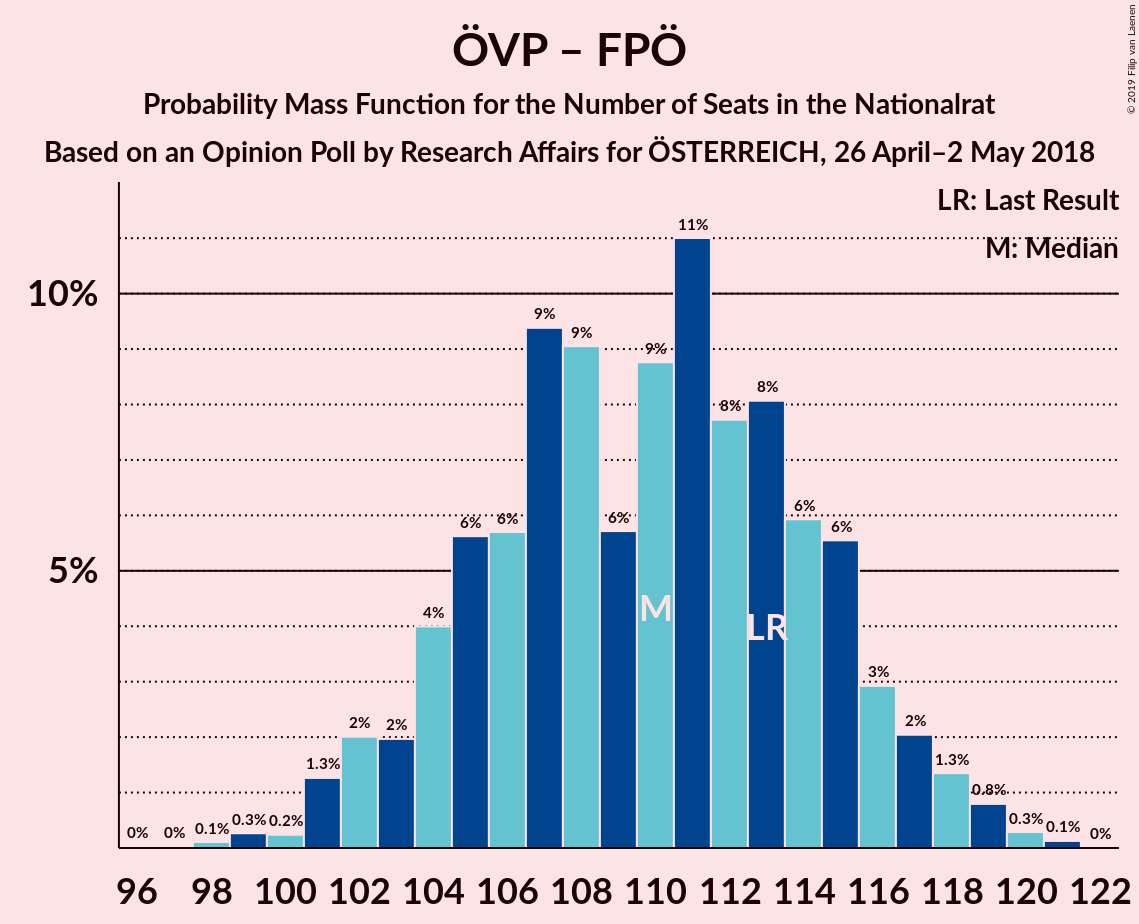 ÖVP – FPÖ
Probability Mass Function for the Number of Seats in the Nationalrat
Based on an Opinion Poll by Research Affairs for ÖSTERREICH, 26 April–2 May 2018
© 2019 Filip van Laenen
LR: Last Result
M: Median
10%
5%
0% 0% 0.1% 0.3% 0.2% 1.3% 2% 2% 4% 6% 6% 9% 9% 6% 9% 11% 8% 8% 6% 6% 3% 2% 1.3% 0.8% 0.3% 0.1% 0%
M
LR
96 98 100 102 104 106 108 110 112 114 116 118 120 122